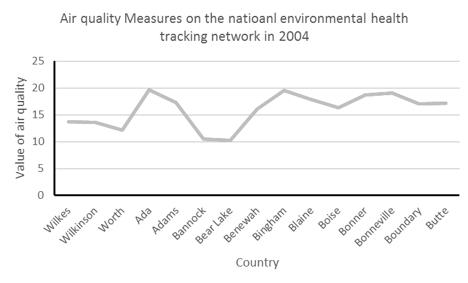 Air quality Measures on the natioanl environmental health
tracking network in 2004
Value of air quality
25
20
15
10
5
0
Wilkes
Wilkinson
Worth
Ada
Adams
Bannock
Bear Lake
Benewah
Bingham
Blaine
Boise
Bonner
Bonneville
Boundary
Butte
Country